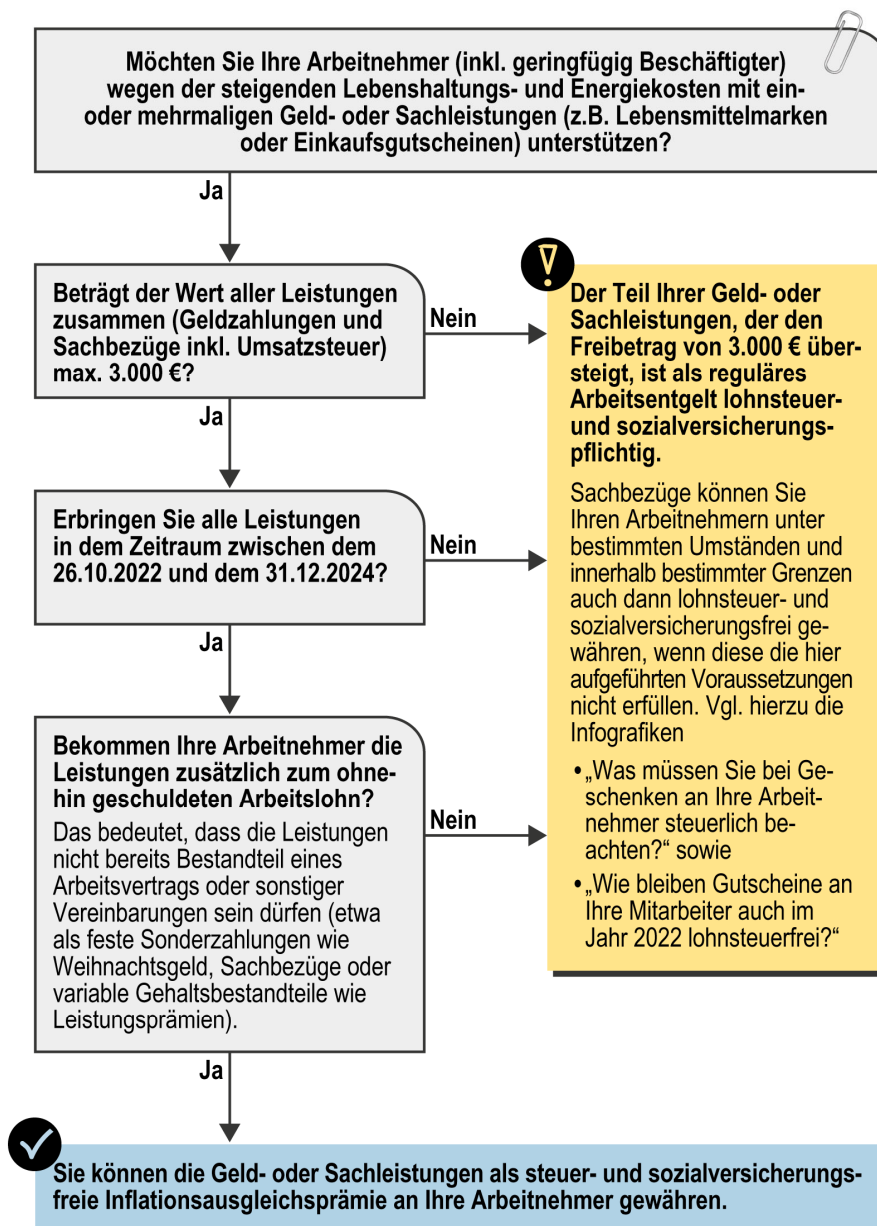 Möchten Sie Ihre Arbeitnehmer (inkl. geringfügig Beschäftigter)
wegen der steigenden Lebenshaltungs- und Energiekosten mit ein-
oder mehrmaligen Geld- oder Sachleistungen (z.B. Lebensmittelmarken
oder Einkaufsgutscheinen) unterstützen?
Ja
Beträgt der Wert aller Leistungen
zusammen (Geldzahlungen und
Sachbezüge inkl. Umsatzsteuer)
max. 3.000 €?
Nein
Ja
Erbringen Sie alle Leistungen
in dem Zeitraum zwischen dem
26.10.2022 und dem 31.12.2024?
Nein
Ja
Bekommen Ihre Arbeitnehmer die
Leistungen zusätzlich zum ohne-
hin geschuldeten Arbeitslohn?
Das bedeutet, dass die Leistungen
nicht bereits Bestandteil eines
Arbeitsvertrags oder sonstiger
Vereinbarungen sein dürfen (etwa
als feste Sonderzahlungen wie
Weihnachtsgeld, Sachbezüge oder
variable Gehaltsbestandteile wie
Leistungsprämien).
Nein
Ja
Der Teil Ihrer Geld- oder
Sachleistungen, der den
Freibetrag von 3.000 € über-
steigt, ist als reguläres
Arbeitsentgelt lohnsteuer-
und sozialversicherungs-
pflichtig.
Sachbezüge können Sie
Ihren Arbeitnehmern unter
bestimmten Umständen und
innerhalb bestimmter Grenzen
auch dann lohnsteuer- und
sozialversicherungsfrei ge-
währen, wenn diese die hier
aufgeführten Voraussetzungen
nicht erfüllen. Vgl. hierzu die
Infografiken
• „Was müssen Sie bei Ge-
schenken an Ihre Arbeit-
nehmer steuerlich be-
achten?“ sowie
• „Wie bleiben Gutscheine an
Ihre Mitarbeiter auch im
Jahr 2022 lohnsteuerfrei?“
Sie können die Geld- oder Sachleistungen als steuer- und sozialversicherungs-
freie Inflationsausgleichsprämie an Ihre Arbeitnehmer gewähren.